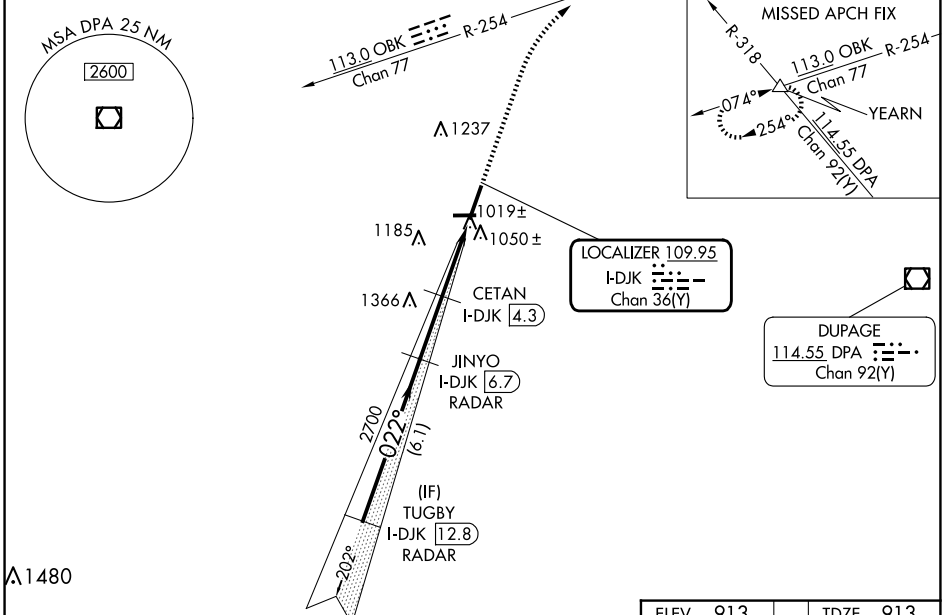 MSA DPA 25 NM
2600
113.0 OBK R-254
Chan 77
MISSED APCH FIX
R-318
113.0 OBK R-254
Chan 77
074°
254°
YEARN
114.55 DPA
Chan 92(Y)
1237
1019±
1050±
1185
1366
LOCALIZER 109.95
I-DJK
Chan 36(Y)
CETAN
I-DJK 4.3
JINYO
I-DJK 6.7
RADAR
DUPAGE
114.55 DPA
Chan 92(Y)
2700
022°
(6.1)
(IF)
TUGBY
I-DJK 12.8
RADAR
202°
1480
ELEV 913 TDZE 913